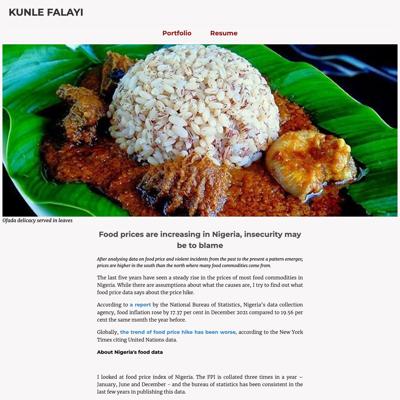 KUNLE FALAYI
Portfolio Resume
Ofada delicacy served in leaves
Food prices are increasing in Nigeria, insecurity may
be to blame
After analysing data on food price and violent incidents from the past to the present a pattern emerges;
prices are higher in the south than the north where many food commodities come from.
The last five years have seen a steady rise in the prices of most food commodities in
Nigeria. While there are assumptions about what the causes are, I try to find out what
food price data says about the price hike.
According to a report by the National Bureau of Statistics, Nigeria's data collection
agency, food inflation rose by 17.37 per cent in December 2021 compared to 19.56 per
cent the same month the year before.
Globally, the trend of food price hike has been worse, according to the New York
Times citing United Nations data.
About Nigeria's food data
I looked at food price index of Nigeria. The FPI is collated three times in a year –
January, June and December - and the bureau of statistics has been consistent in the
last few years in publishing this data.